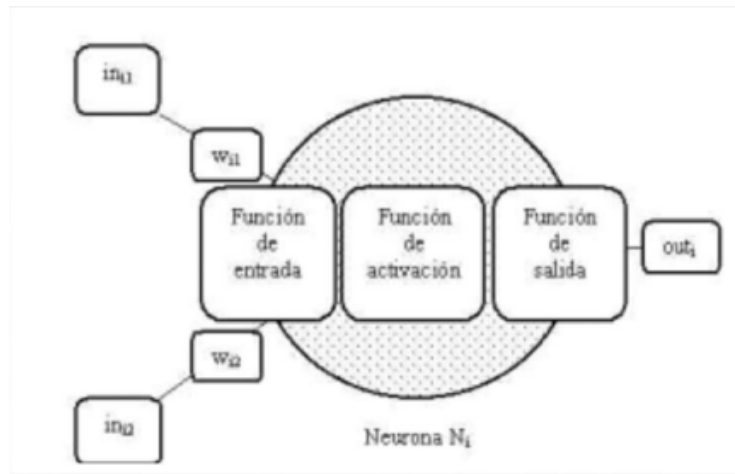 in_i1
w_i1
Función de entrada
Función de activación
Función de salida
out_i
w_i2
in_i2
Neurona N_i